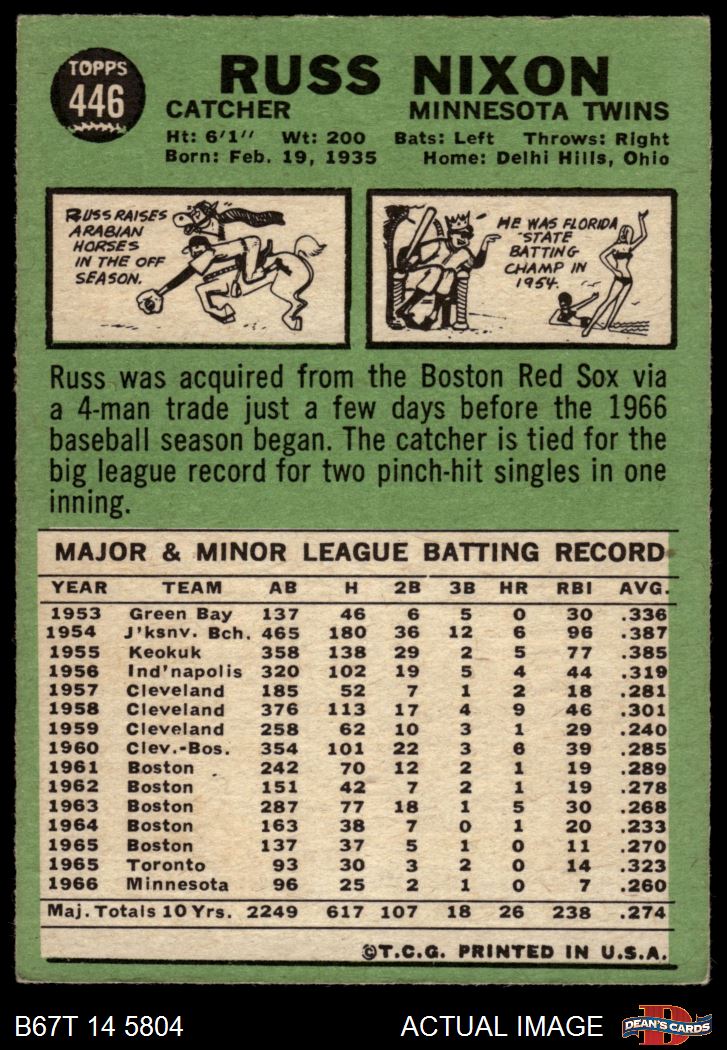 TOPPS
446
RUSS NIXON
CATCHER MINNESOTA TWINS
Ht: 6'1" Wt: 200 Bats: Left Throws: Right
Born: Feb. 19, 1935 Home: Delhi Hills, Ohio
RUSS RAISES
ARABIAN
HORSES
IN THE OFF
SEASON.
HE WAS FLORIDA
STATE
BATTING
CHAMP IN
1954.
Russ was acquired from the Boston Red Sox via
a 4-man trade just a few days before the 1966
baseball season began. The catcher is tied for the
big league record for two pinch-hit singles in one
inning.
MAJOR & MINOR LEAGUE BATTING RECORD
YEAR TEAM AB H 2B 3B HR RBI AVG.
1953 Green Bay 137 46 6 5 0 30 .336
1954 J'ksnv. Bch. 465 180 36 12 6 96 .387
1955 Keokuk 358 138 29 2 5 77 .385
1956 Ind'napolis 320 102 19 5 4 44 .319
1957 Cleveland 185 52 7 1 2 18 .281
1958 Cleveland 376 113 17 4 9 46 .301
1959 Cleveland 258 62 10 3 1 29 .240
1960 Clev.-Bos. 354 101 22 3 6 39 .285
1961 Boston 242 70 12 2 1 19 .289
1962 Boston 151 42 7 2 1 19 .278
1963 Boston 287 77 18 1 5 30 .268
1964 Boston 163 38 7 0 1 20 .233
1965 Boston 137 37 5 1 0 11 .270
1965 Toronto 93 30 3 2 0 14 .323
1966 Minnesota 96 25 2 1 0 7 .260
Maj. Totals 10 Yrs. 2249 617 107 18 26 238 .274
©T.C.G. PRINTED IN U.S.A.
B67T 14 5804 ACTUAL IMAGE
DEAN'S CARDS